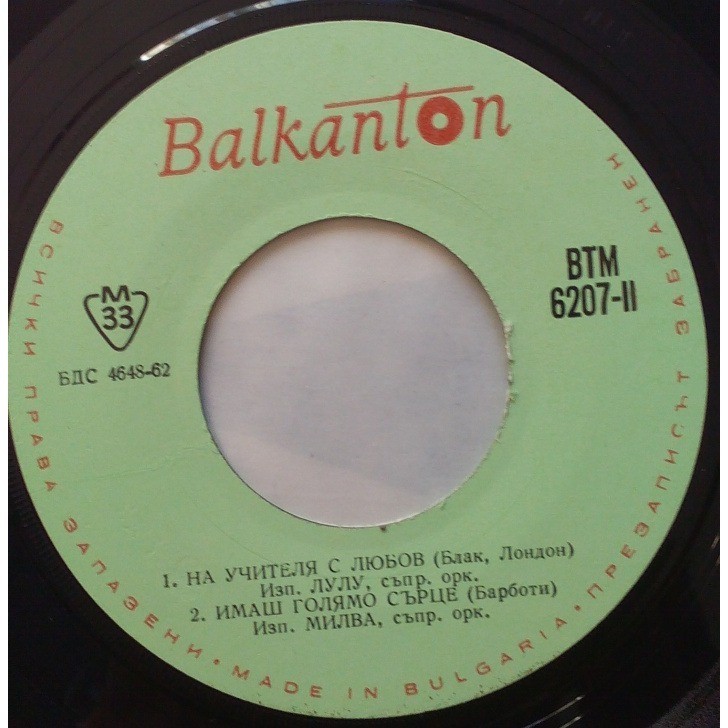 Balkanton
BTM
6207-II
М
33
БДС 4648-62
1. НА УЧИТЕЛЯ С ЛЮБОВ (Блак, Лондон)
Изп. ЛУЛУ, съпр. орк.
2. ИМАШ ГОЛЯМО СЪРЦЕ (Барботи)
Изп. МИЛВА, съпр. орк.
ВСИЧКИ ПРАВА ЗАПАЗЕНИ • MADE IN BULGARIA • ПРЕЗАПИСЪТ ЗАБРАНЕН